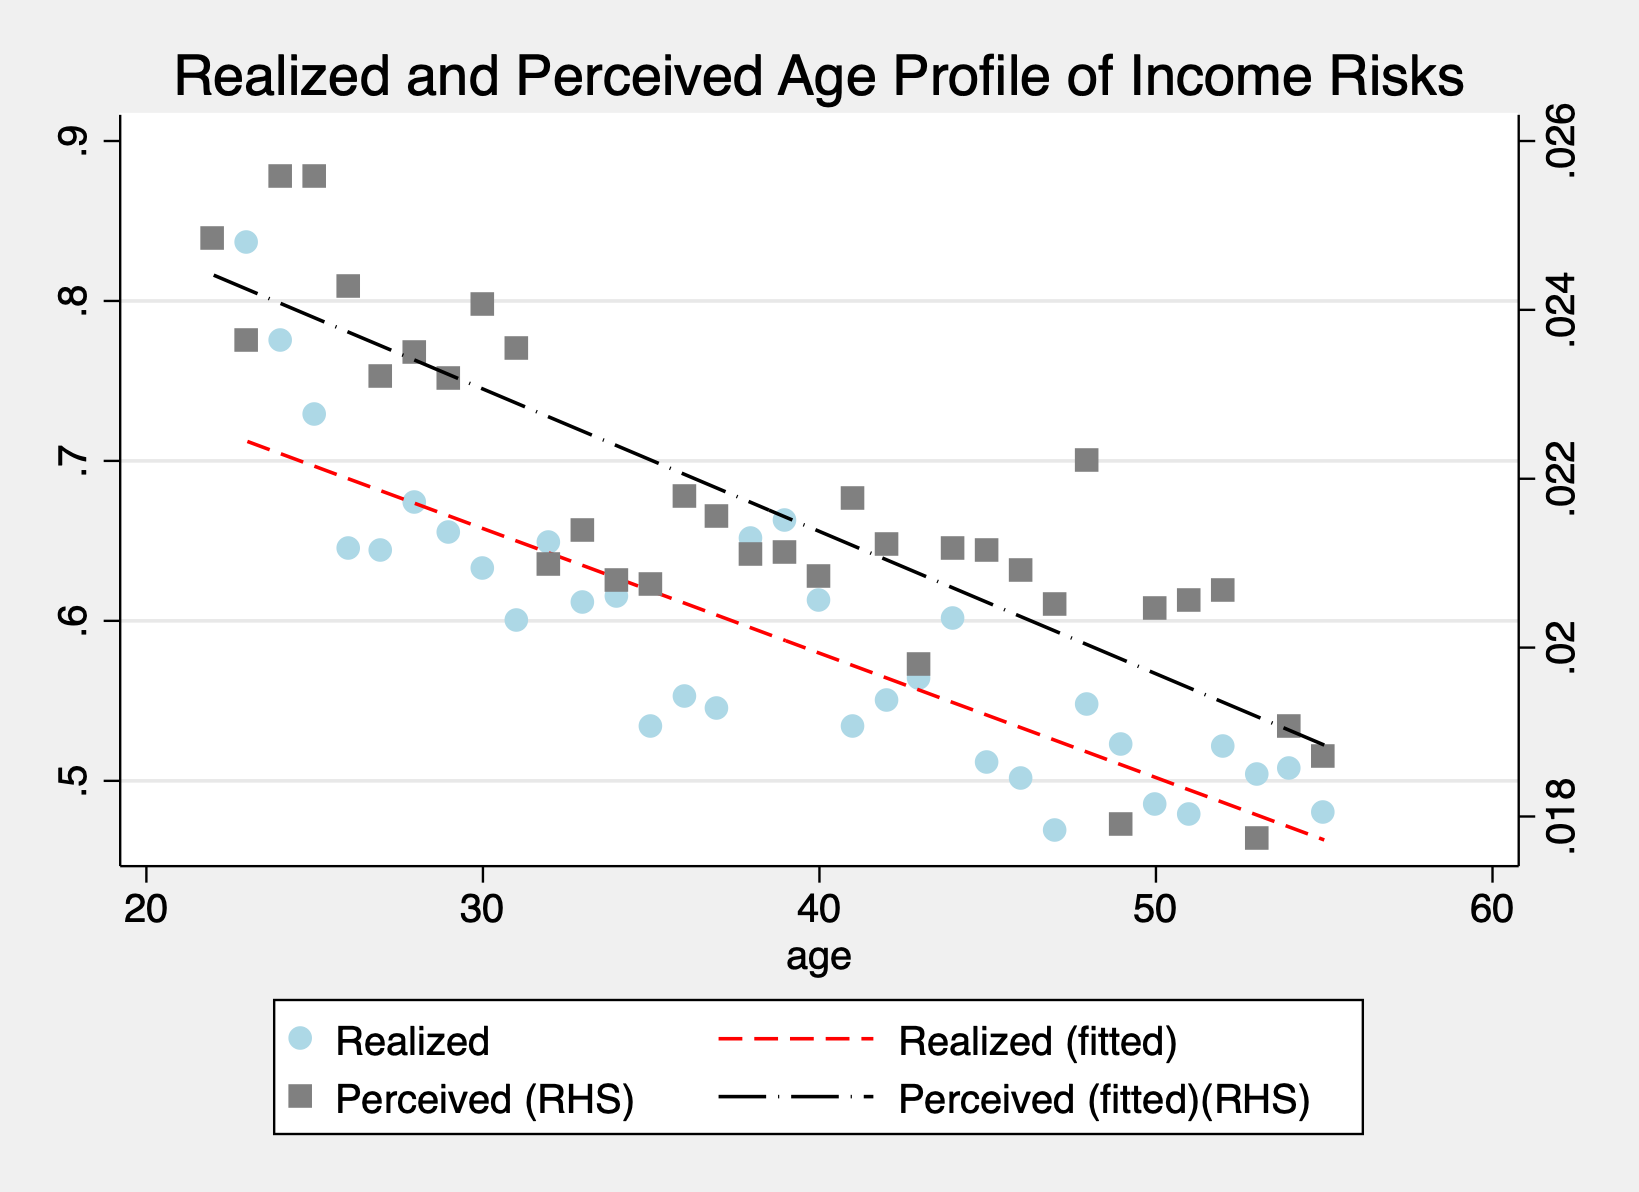 Realized and Perceived Age Profile of Income Risks
.9
.8
.7
.6
.5
.026
.024
.022
.02
.018
20 30 40 50 60
age
Realized
Realized (fitted)
Perceived (RHS)
Perceived (fitted)(RHS)